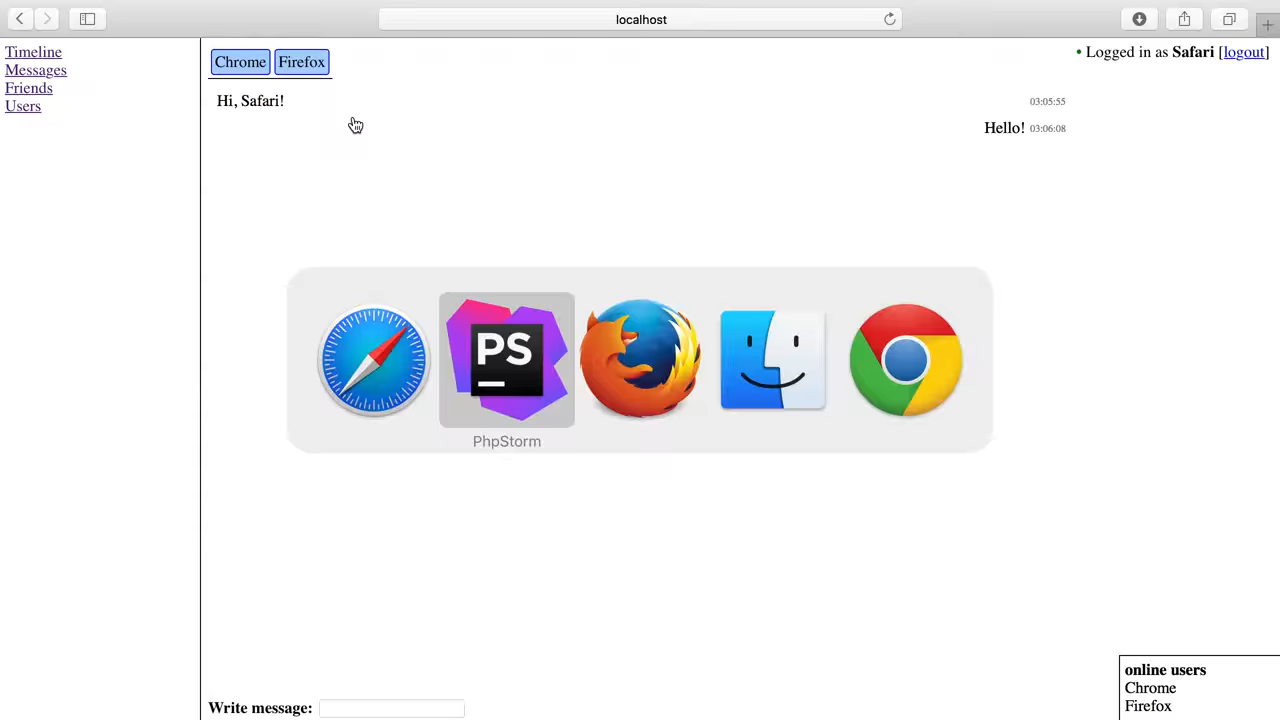 localhost
Timeline
Messages
Friends
Users
Chrome Firefox
• Logged in as Safari [logout]
Hi, Safari! 03:05:55
Hello! 03:06:08
PS
PhpStorm
Write message:
online users
Chrome
Firefox